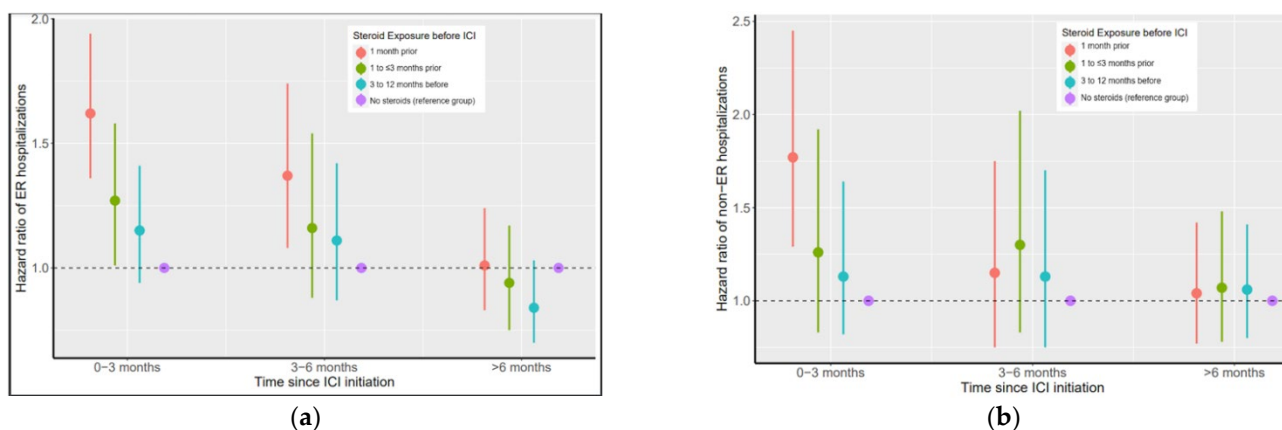 2.0
1.5
1.0
Hazard ratio of ER hospitalizations
Steroid Exposure before ICI
1 month prior
1 to ≤3 months prior
3 to 12 months before
No steroids (reference group)
0−3 months
3−6 months
>6 months
Time since ICI initiation
(a)
2.5
2.0
1.5
1.0
Hazard ratio of non−ER hospitalizations
Steroid Exposure before ICI
1 month prior
1 to ≤3 months prior
3 to 12 months before
No steroids (reference group)
0−3 months
3−6 months
>6 months
Time since ICI initiation
(b)